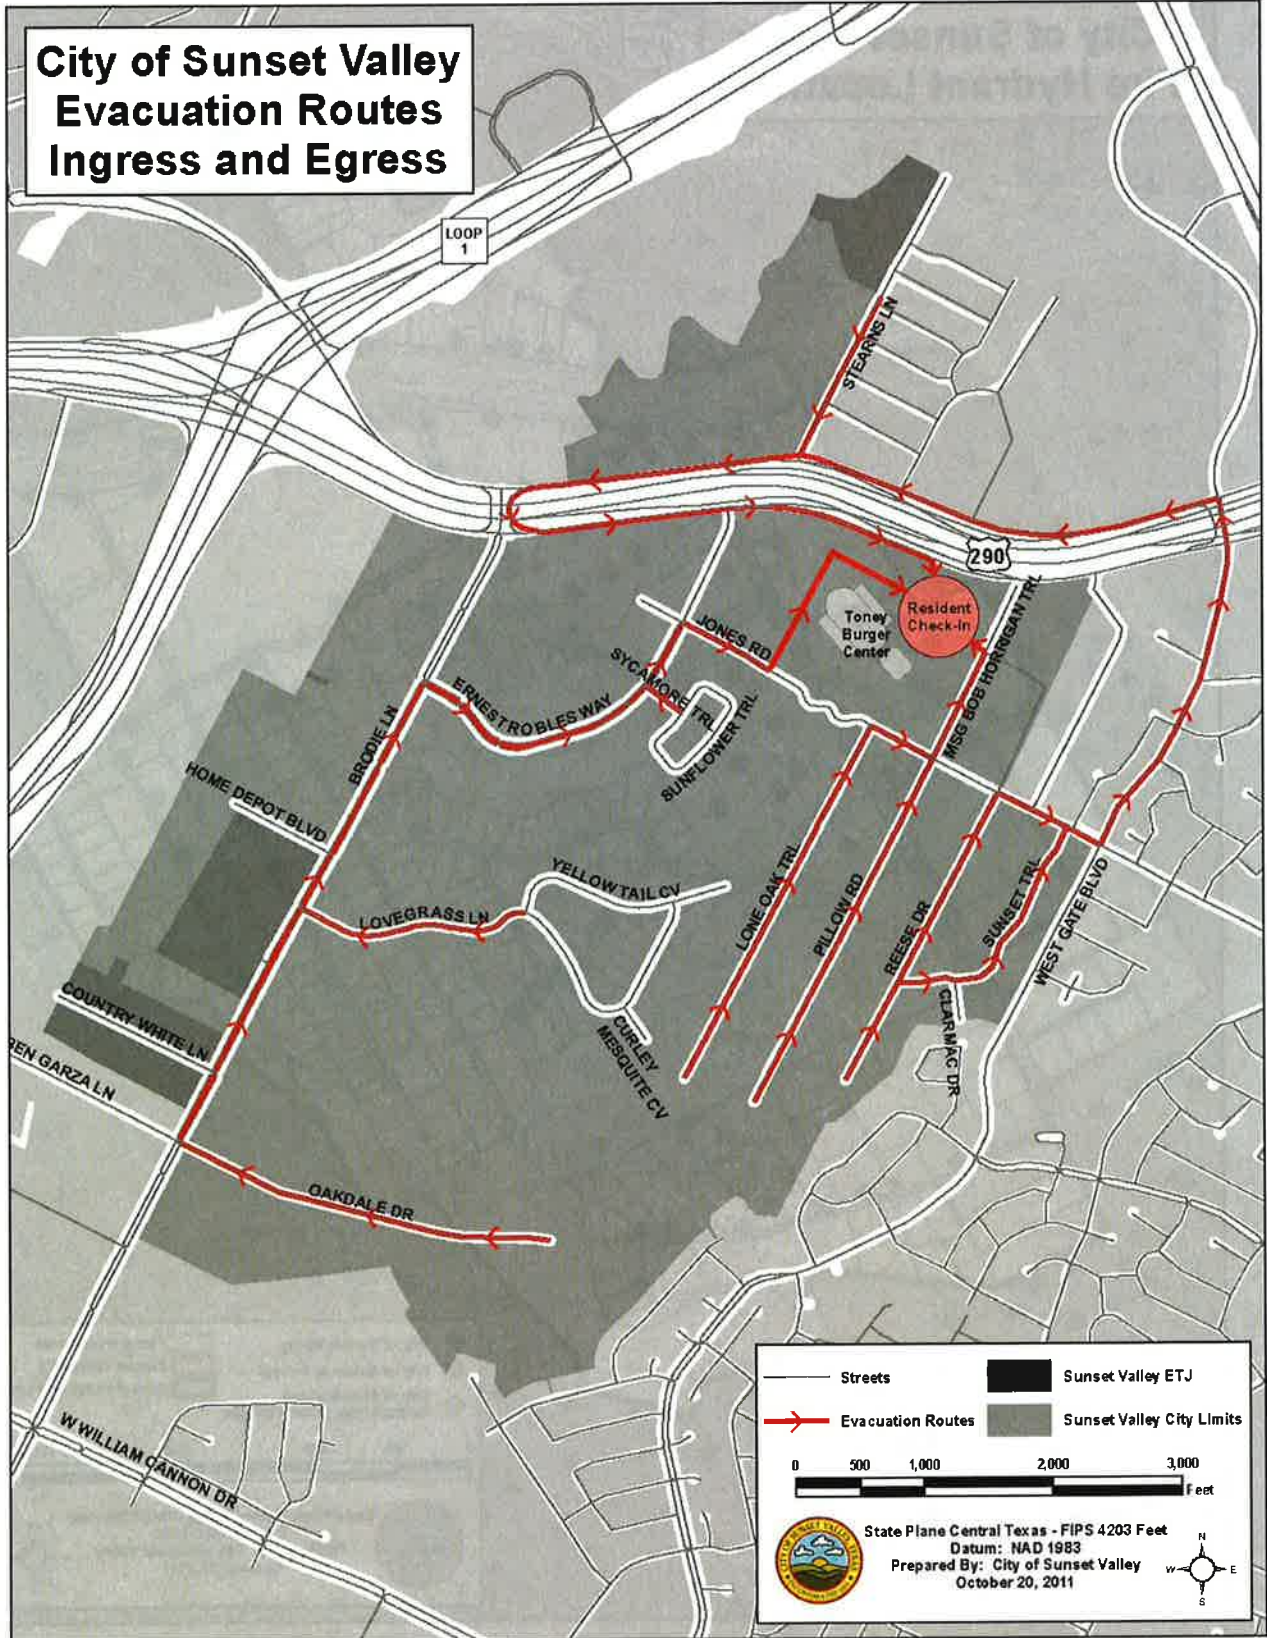 City of Sunset Valley
Evacuation Routes
Ingress and Egress
LOOP
1
STEARNS LN
290
Resident
Check-In
Toney
Burger
Center
JONES RD
MSG BOB HORRIGAN TRL
SYCAMORE TRL
SUNFLOWER TRL
ERNEST ROBLES WAY
BRODIE LN
HOME DEPOT BLVD
YELLOW TAIL CV
LOVEGRASS LN
LONE OAK TRL
PILLOW RD
REESE DR
SUNSET TRL
WEST GATE BLVD
CLARMAC DR
CURLEY
MESQUITE CV
COUNTRY WHITE LN
BEN GARZA LN
OAKDALE DR
W WILLIAM CANNON DR
Streets
Sunset Valley ETJ
Evacuation Routes
Sunset Valley City Limits
0 500 1,000 2,000 3,000
Feet
State Plane Central Texas - FIPS 4203 Feet
Datum: NAD 1983
Prepared By: City of Sunset Valley
October 20, 2011
N
W E
S